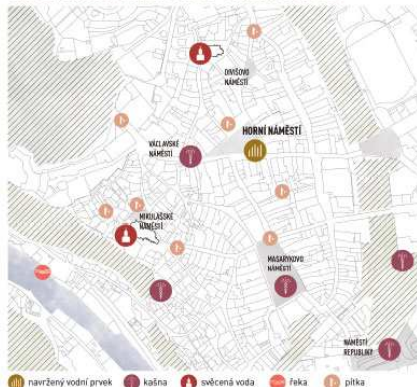 DIVIŠOVO
NÁMĚSTÍ
HORNÍ NÁMĚSTÍ
VÁCLAVSKÉ
NÁMĚSTÍ
MIKULÁŠSKÉ
NÁMĚSTÍ
MASARYKOVO
NÁMĚSTÍ
NÁMĚSTÍ
REPUBLIKY
navržený vodní prvek
kašna
svěcená voda
řeka
pítka